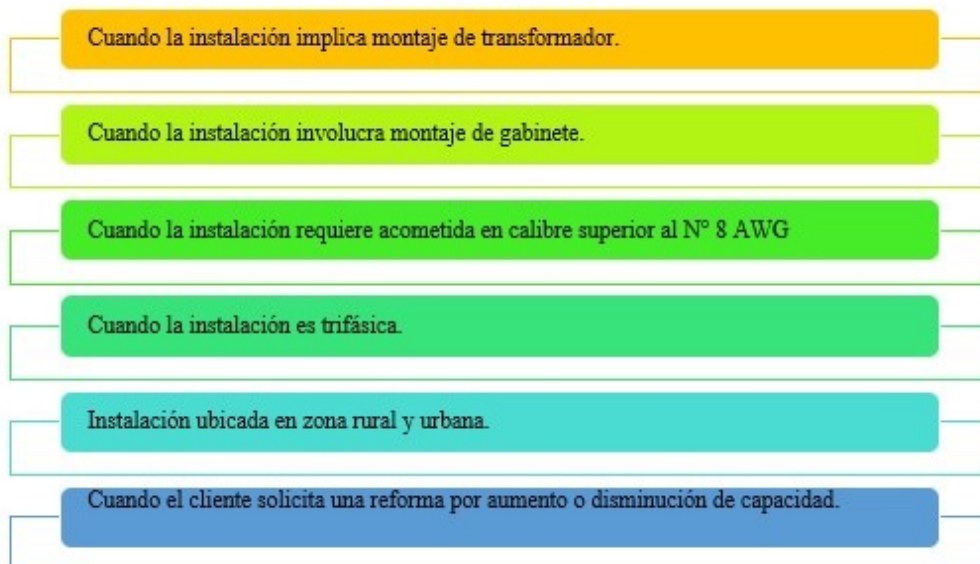 Cuando la instalación implica montaje de transformador.
Cuando la instalación involucra montaje de gabinete.
Cuando la instalación requiere acometida en calibre superior al N° 8 AWG
Cuando la instalación es trifásica.
Instalación ubicada en zona rural y urbana.
Cuando el cliente solicita una reforma por aumento o disminución de capacidad.